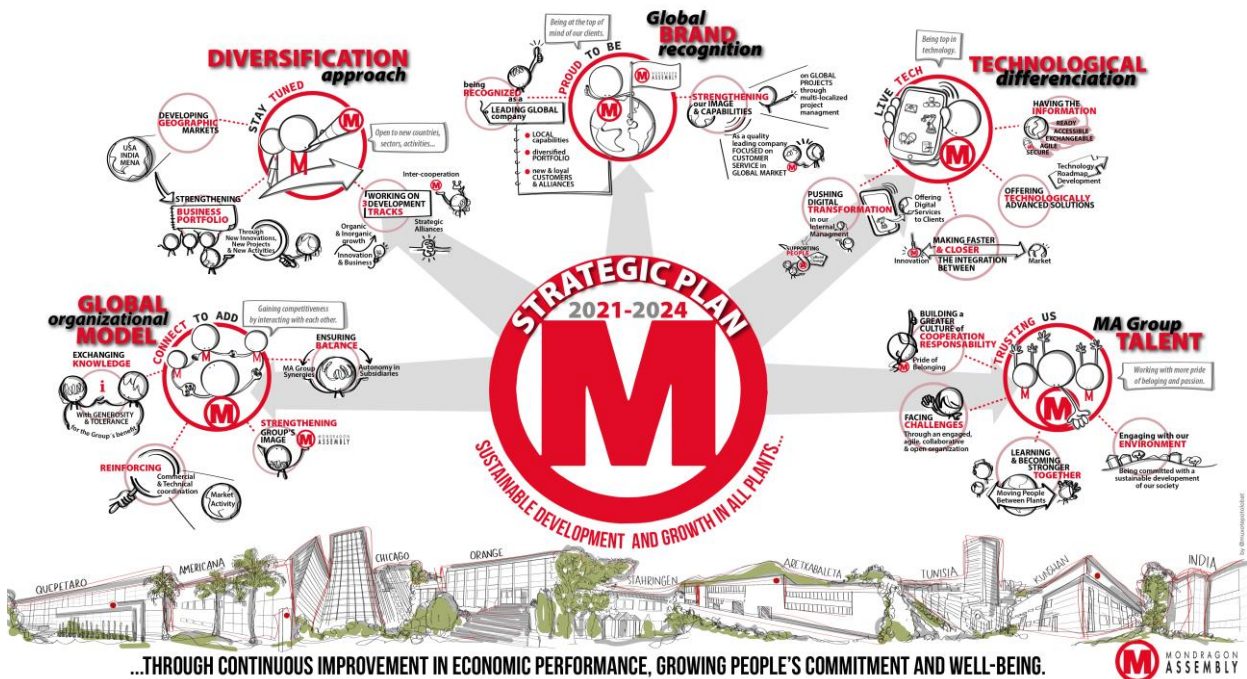 DIVERSIFICATION
approach
STAY TUNED
Open to new countries,
sectors, activities...
DEVELOPING
GEOGRAPHIC
MARKETS
USA
INDIA
MENA
STRENGTHENING
BUSINESS
PORTFOLIO
Through
New Innovations,
New Projects
& New Activities
WORKING ON
3 DEVELOPMENT
TRACKS
Inter-cooperation
Organic
& Inorganic
growth
Innovation
& Business
Strategic
Alliances
M
M
M
Global
BRAND
recognition
Being at the top of
mind of our clients.
PROUD TO BE
MONDRAGON
ASSEMBLY
M
M
being
RECOGNIZED
as a
LEADING GLOBAL
company
LOCAL
capabilities
diversified
PORTFOLIO
new & loyal
CUSTOMERS
& ALLIANCES
STRENGTHENING
our IMAGE
& CAPABILITIES
on GLOBAL
PROJECTS
through
multi-localized
project
managment
As a quality
leading company
FOCUSED on
CUSTOMER
SERVICE in
GLOBAL MARKET
TECHNOLOGICAL
differenciation
Being top in
technology.
LIVE TECH
M
HAVING THE
INFORMATION
READY
ACCESSIBLE
EXCHANGEABLE
AGILE
SECURE
Technology
Roadmap
Development
OFFERING
TECHNOLOGICALLY
ADVANCED SOLUTIONS
PUSHING
DIGITAL
TRANSFORMATION
in our
Internal
Managment
Offering
Digital
Services
to Clients
SUPPORTING
PEOPLE
MAKING FASTER
& CLOSER
THE INTEGRATION
BETWEEN
Innovation
Market
GLOBAL
organizational
MODEL
CONNECT TO ADD
Gaining competitiveness
by interacting with each other.
M
M
M
M
EXCHANGING
KNOWLEDGE
i
With GENEROSITY
& TOLERANCE
for the Group´s benefit
ENSURING
BALANCE
MA Group
Synergies
Autonomy in
Subsidiaries
STRENGTHENING
GROUP'S
IMAGE
M MONDRAGON
ASSEMBLY
REINFORCING
Commercial
& Technical
coordination
Market
Activity
STRATEGIC PLAN
2021-2024
M
SUSTAINABLE DEVELOPMENT AND GROWTH IN ALL PLANTS...
MA Group
TALENT
TRUSTING US
Working with more pride
of beloging and passion.
M
M
M
BUILDING a
GREATER
CULTURE of
COOPERATION
RESPONSABILITY
Pride of
Belonging
FACING
CHALLENGES
Through an engaged,
agile, collaborative
& open organization
LEARNING
& BECOMING
STRONGER
TOGETHER
Moving People
Between Plants
Engaging with our
ENVIRONMENT
Being committed with a
sustainable developement
of our society
QUEPETARO
AMERICANA
CHICAGO
ORANGE
STAHRINGEN
ARETXABALETA
TUNISIA
KUNSHAN
INDIA
...THROUGH CONTINUOUS IMPROVEMENT IN ECONOMIC PERFORMANCE, GROWING PEOPLE'S COMMITMENT AND WELL-BEING.
M MONDRAGON
ASSEMBLY